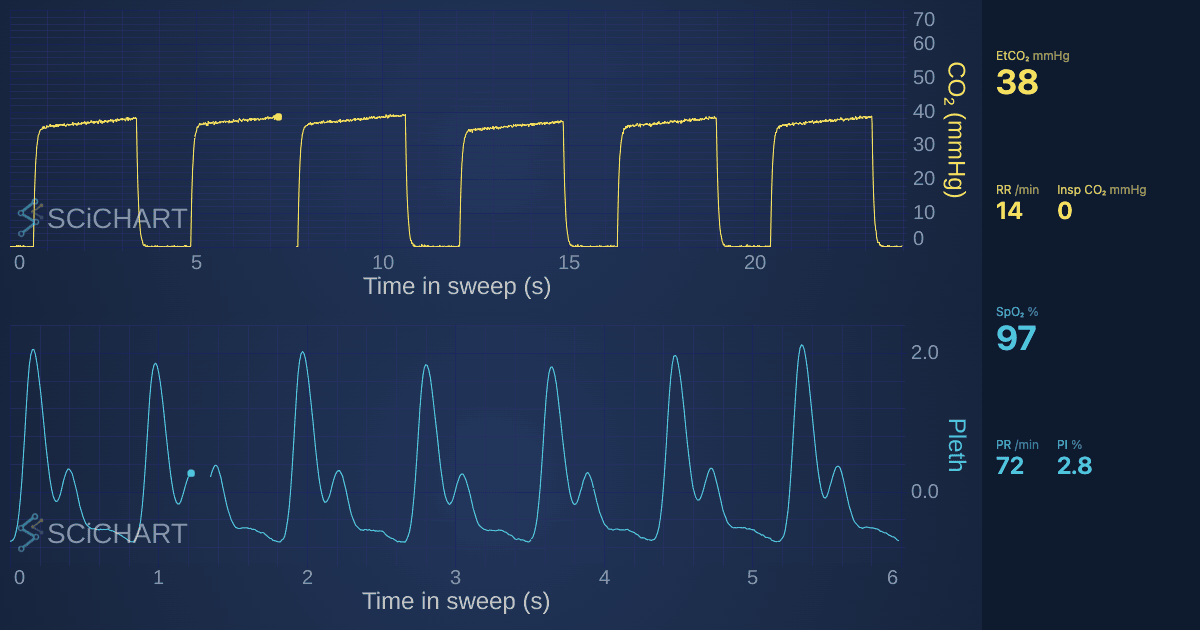 70
60
50
40
30
20
10
0
CO₂ (mmHg)
SCiCHART
0 5 10 15 20
Time in sweep (s)
EtCO₂ mmHg
38
RR /min Insp CO₂ mmHg
14 0
2.0
0.0
Pleth
SCiCHART
0 1 2 3 4 5 6
Time in sweep (s)
SpO₂ %
97
PR /min PI %
72 2.8